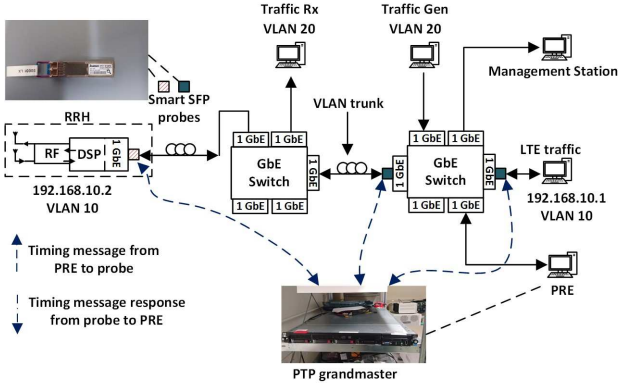 Traffic Rx
VLAN 20
Traffic Gen
VLAN 20
Management Station
Smart SFP
probes
VLAN trunk
RRH
RF
DSP
1 GbE
1 GbE
1 GbE
GbE
Switch
1 GbE
1 GbE
1 GbE
1 GbE
1 GbE
1 GbE
GbE
Switch
1 GbE
1 GbE
1 GbE
LTE traffic
192.168.10.1
VLAN 10
192.168.10.2
VLAN 10
Timing message from
PRE to probe
Timing message response
from probe to PRE
PRE
PTP grandmaster